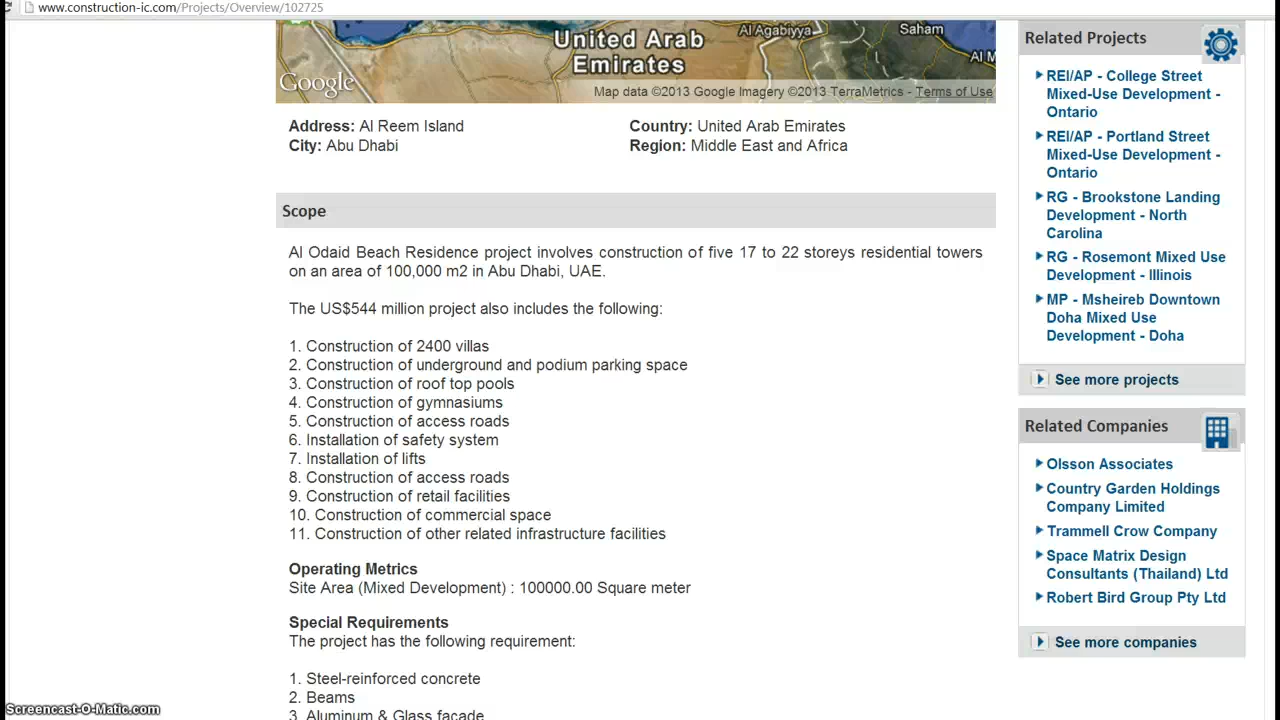 www.construction-ic.com/Projects/Overview/102725
United Arab
Emirates
Al Agabiyya
Saham
Al M
Google
Map data ©2013 Google Imagery ©2013 TerraMetrics - Terms of Use
Address: Al Reem Island
Country: United Arab Emirates
City: Abu Dhabi
Region: Middle East and Africa
Scope
Al Odaid Beach Residence project involves construction of five 17 to 22 storeys residential towers
on an area of 100,000 m2 in Abu Dhabi, UAE.
The US$544 million project also includes the following:
1. Construction of 2400 villas
2. Construction of underground and podium parking space
3. Construction of roof top pools
4. Construction of gymnasiums
5. Construction of access roads
6. Installation of safety system
7. Installation of lifts
8. Construction of access roads
9. Construction of retail facilities
10. Construction of commercial space
11. Construction of other related infrastructure facilities
Operating Metrics
Site Area (Mixed Development) : 100000.00 Square meter
Special Requirements
The project has the following requirement:
1. Steel-reinforced concrete
2. Beams
3. Aluminum & Glass facade
Related Projects
REI/AP - College Street
Mixed-Use Development -
Ontario
REI/AP - Portland Street
Mixed-Use Development -
Ontario
RG - Brookstone Landing
Development - North
Carolina
RG - Rosemont Mixed Use
Development - Illinois
MP - Msheireb Downtown
Doha Mixed Use
Development - Doha
See more projects
Related Companies
Olsson Associates
Country Garden Holdings
Company Limited
Trammell Crow Company
Space Matrix Design
Consultants (Thailand) Ltd
Robert Bird Group Pty Ltd
See more companies
Screencast-O-Matic.com